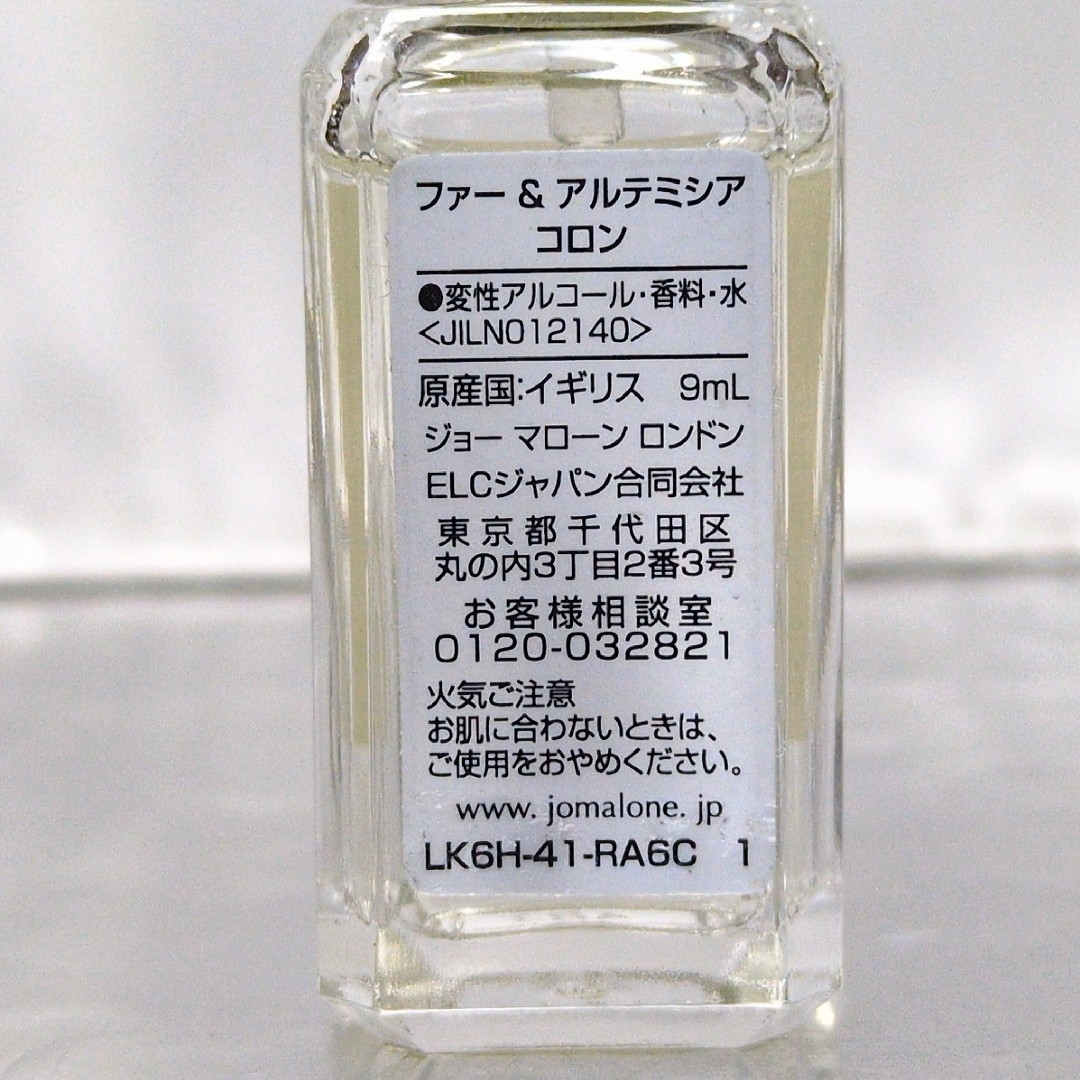 ファー & アルテミシア
コロン
●変性アルコール・香料・水
<JILN012140>
原産国:イギリス 9mL
ジョー マローン ロンドン
ELCジャパン合同会社
東京都千代田区
丸の内3丁目2番3号
お客様相談室
0120-032821
火気ご注意
お肌に合わないときは、
ご使用をおやめください。
www.jomalone.jp
LK6H-41-RA6C 1